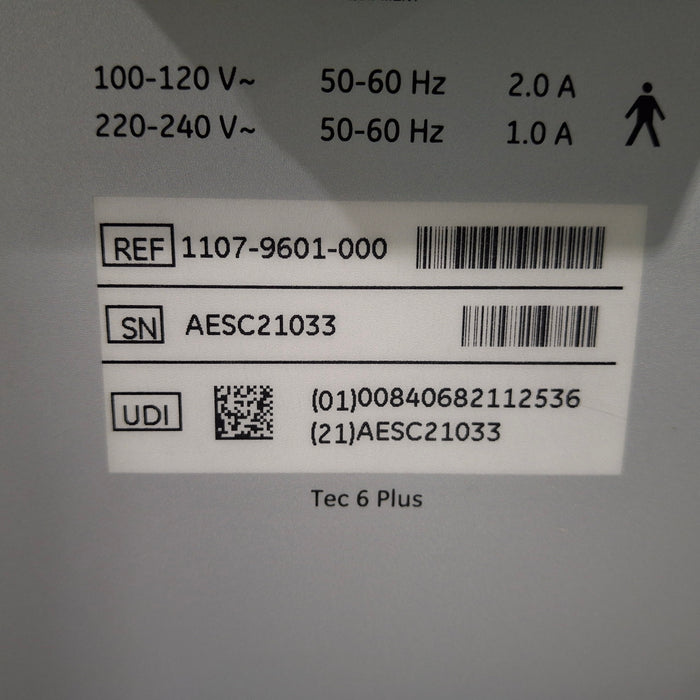 100-120 V~ 50-60 Hz 2.0 A
220-240 V~ 50-60 Hz 1.0 A
REF 1107-9601-000
SN AESC21033
UDI (01)00840682112536
(21)AESC21033
Tec 6 Plus